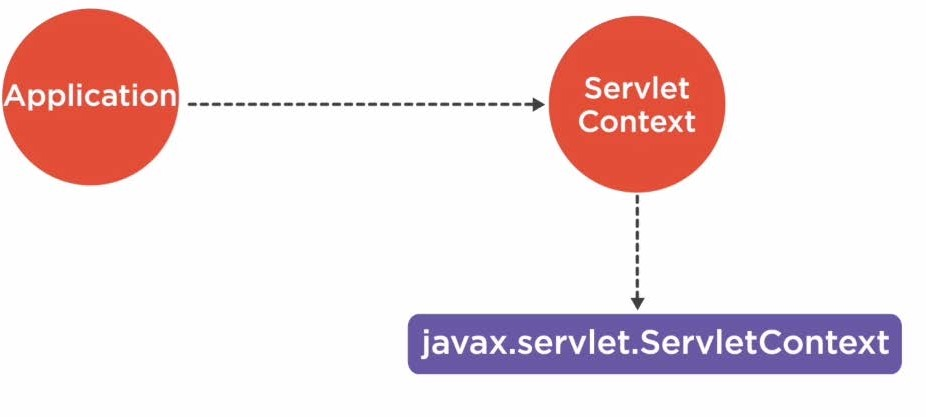 Application
Servlet
Context
javax.servlet.ServletContext